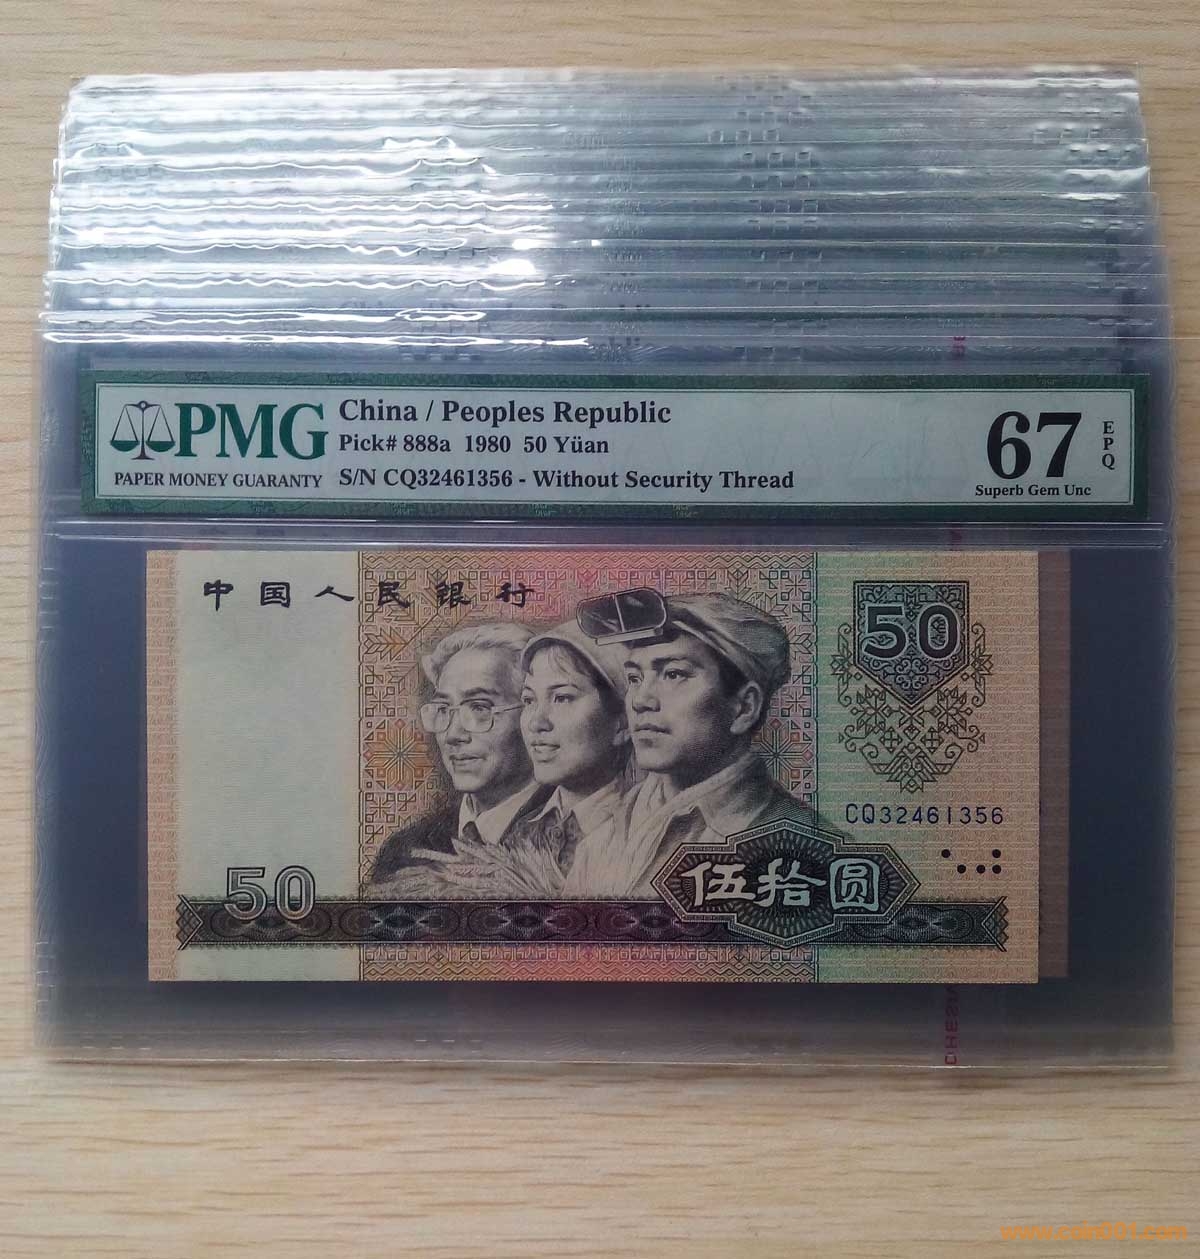 PMG
PAPER MONEY GUARANTY
China / Peoples Republic
Pick# 888a 1980 50 Yüan
S/N CQ32461356 - Without Security Thread
67
EPQ
Superb Gem Unc
中国人民银行
50
CQ32461356
50
伍拾圆
www.coin001.com